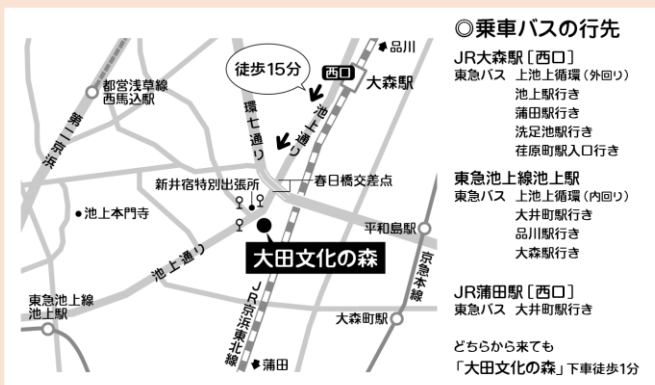 品川
徒歩15分
西口
大森駅
都営浅草線
西馬込駅
環七通り
池上通り
第二京浜
新井宿特別出張所
春日橋交差点
池上本門寺
平和島駅
大田文化の森
池上通り
京急本線
東急池上線
池上駅
JR京浜東北線
大森町駅
蒲田
◎乗車バスの行先
JR大森駅［西口］
東急バス 上池上循環（外回り）
池上駅行き
蒲田駅行き
洗足池駅行き
荏原町駅入口行き
東急池上線池上駅
東急バス 上池上循環（内回り）
大井町駅行き
品川駅行き
大森駅行き
JR蒲田駅［西口］
東急バス 大井町駅行き
どちらから来ても
「大田文化の森」下車徒歩1分